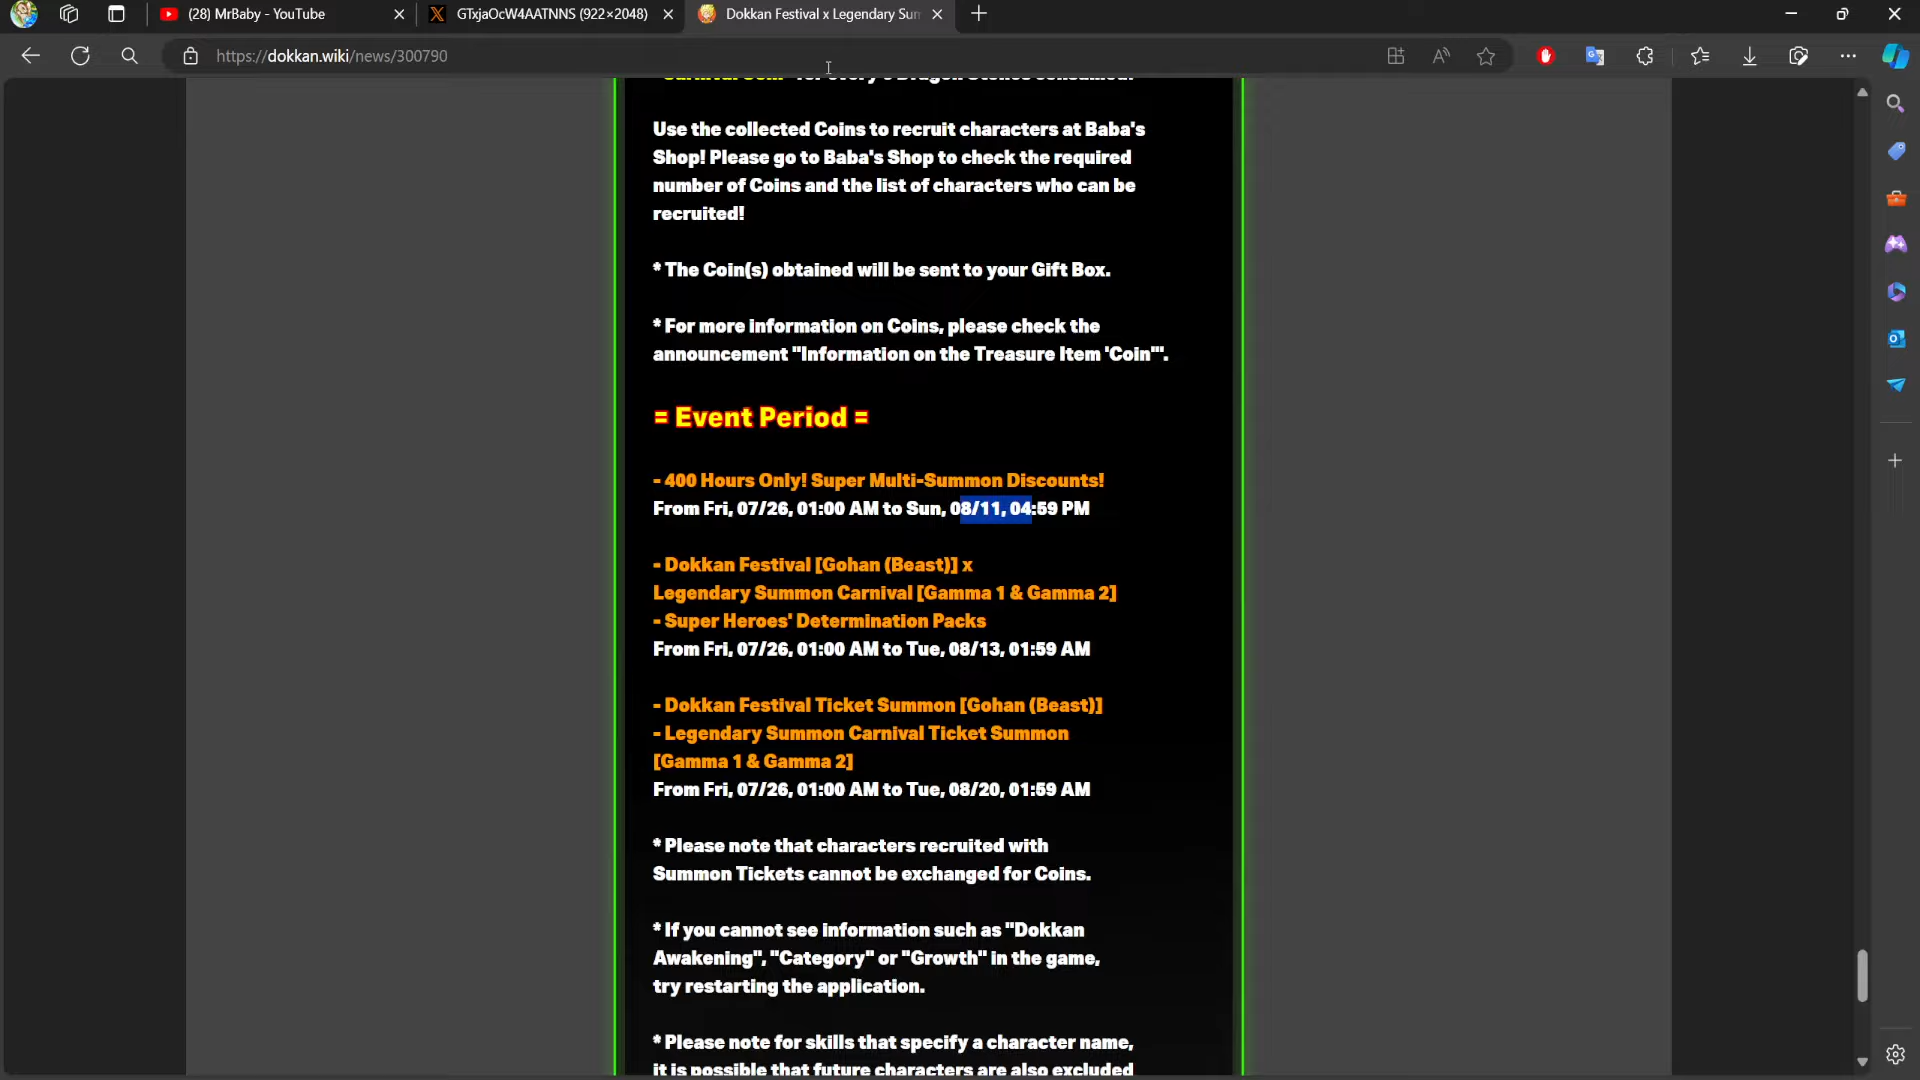 (28) MrBaby - YouTube
GTxjaOcW4AATNNS (922×2048)
Dokkan Festival x Legendary Sum
https://dokkan.wiki/news/300790
Use the collected Coins to recruit characters at Baba's
Shop! Please go to Baba's Shop to check the required
number of Coins and the list of characters who can be
recruited!
* The Coin(s) obtained will be sent to your Gift Box.
* For more information on Coins, please check the
announcement "Information on the Treasure Item 'Coin'".
= Event Period =
- 400 Hours Only! Super Multi-Summon Discounts!
From Fri, 07/26, 01:00 AM to Sun, 08/11, 04:59 PM
- Dokkan Festival [Gohan (Beast)] x
Legendary Summon Carnival [Gamma 1 & Gamma 2]
- Super Heroes' Determination Packs
From Fri, 07/26, 01:00 AM to Tue, 08/13, 01:59 AM
- Dokkan Festival Ticket Summon [Gohan (Beast)]
- Legendary Summon Carnival Ticket Summon
[Gamma 1 & Gamma 2]
From Fri, 07/26, 01:00 AM to Tue, 08/20, 01:59 AM
* Please note that characters recruited with
Summon Tickets cannot be exchanged for Coins.
* If you cannot see information such as "Dokkan
Awakening", "Category" or "Growth" in the game,
try restarting the application.
* Please note for skills that specify a character name,
it is possible that future characters are also excluded